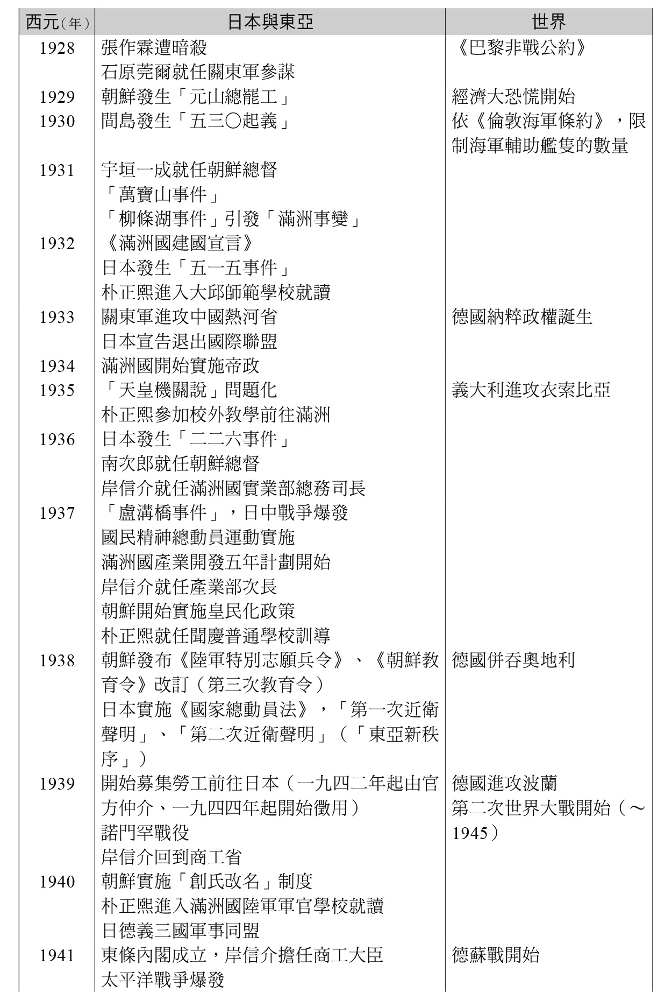 西元（年） 日本與東亞 世界
1928 張作霖遭暗殺 《巴黎非戰公約》
石原莞爾就任關東軍參謀
1929 朝鮮發生「元山總罷工」 經濟大恐慌開始
1930 間島發生「五三〇起義」 依《倫敦海軍條約》，限
制海軍輔助艦隻的數量
1931 宇垣一成就任朝鮮總督
「萬寶山事件」
「柳條湖事件」引發「滿洲事變」
1932 《滿洲國建國宣言》
日本發生「五一五事件」
朴正熙進入大邱師範學校就讀
1933 關東軍進攻中國熱河省 德國納粹政權誕生
日本宣告退出國際聯盟
1934 滿洲國開始實施帝政
1935 「天皇機關說」問題化 義大利進攻衣索比亞
朴正熙參加校外教學前往滿洲
1936 日本發生「二二六事件」
南次郎就任朝鮮總督
岸信介就任滿洲國實業部總務司長
1937 「盧溝橋事件」，日中戰爭爆發
國民精神總動員運動實施
滿洲國產業開發五年計劃開始
岸信介就任產業部次長
朝鮮開始實施皇民化政策
朴正熙就任聞慶普通學校訓導
1938 朝鮮發布《陸軍特別志願兵令》、《朝鮮教 德國併吞奧地利
育令》改訂（第三次教育令）
日本實施《國家總動員法》，「第一次近衛
聲明」、「第二次近衛聲明」（「東亞新秩
序」）
1939 開始募集勞工前往日本（一九四二年起由官 德國進攻波蘭
方仲介、一九四四年起開始徵用） 第二次世界大戰開始（～
諾門罕戰役 1945）
岸信介回到商工省
1940 朝鮮實施「創氏改名」制度
朴正熙進入滿洲國陸軍軍官學校就讀
日德義三國軍事同盟
1941 東條內閣成立，岸信介擔任商工大臣 德蘇戰開始
太平洋戰爭爆發